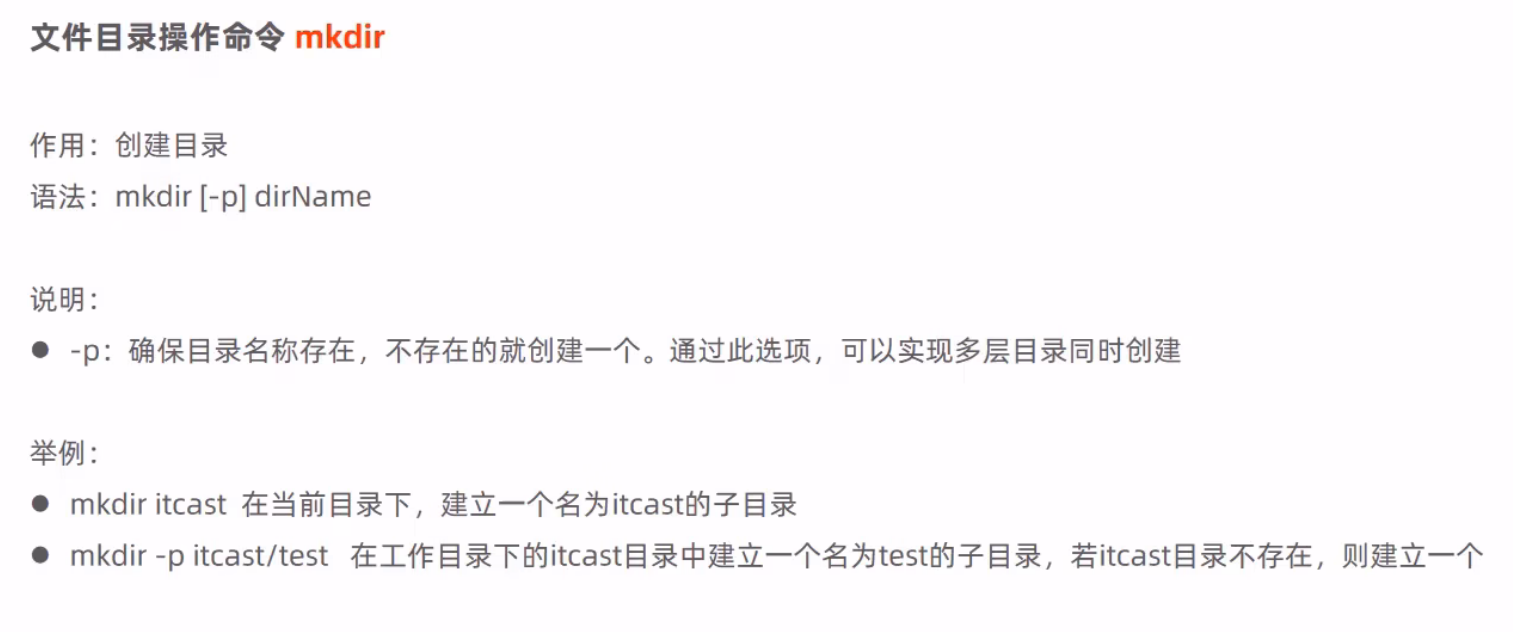 文件目录操作命令 mkdir
作用：创建目录
语法：mkdir [-p] dirName
说明：
● -p：确保目录名称存在，不存在的就创建一个。通过此选项，可以实现多层目录同时创建
举例：
● mkdir itcast 在当前目录下，建立一个名为itcast的子目录
● mkdir -p itcast/test 在工作目录下的itcast目录中建立一个名为test的子目录，若itcast目录不存在，则建立一个